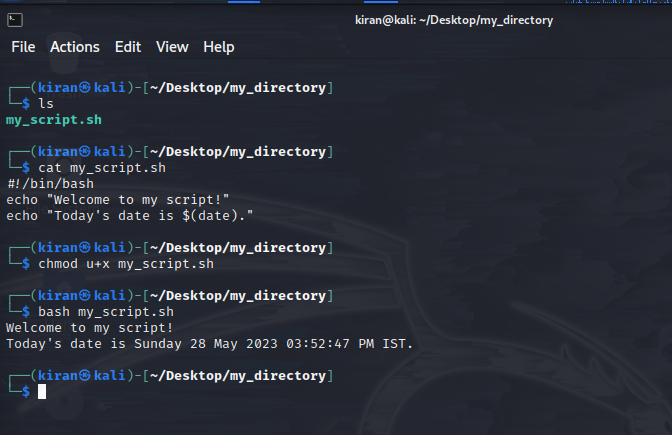 kiran@kali: ~/Desktop/my_directory
File Actions Edit View Help
┌──(kiran㉿kali)-[~/Desktop/my_directory]
└─$ ls
my_script.sh
┌──(kiran㉿kali)-[~/Desktop/my_directory]
└─$ cat my_script.sh
#!/bin/bash
echo "Welcome to my script!"
echo "Today's date is $(date)."
┌──(kiran㉿kali)-[~/Desktop/my_directory]
└─$ chmod u+x my_script.sh
┌──(kiran㉿kali)-[~/Desktop/my_directory]
└─$ bash my_script.sh
Welcome to my script!
Today's date is Sunday 28 May 2023 03:52:47 PM IST.
┌──(kiran㉿kali)-[~/Desktop/my_directory]
└─$